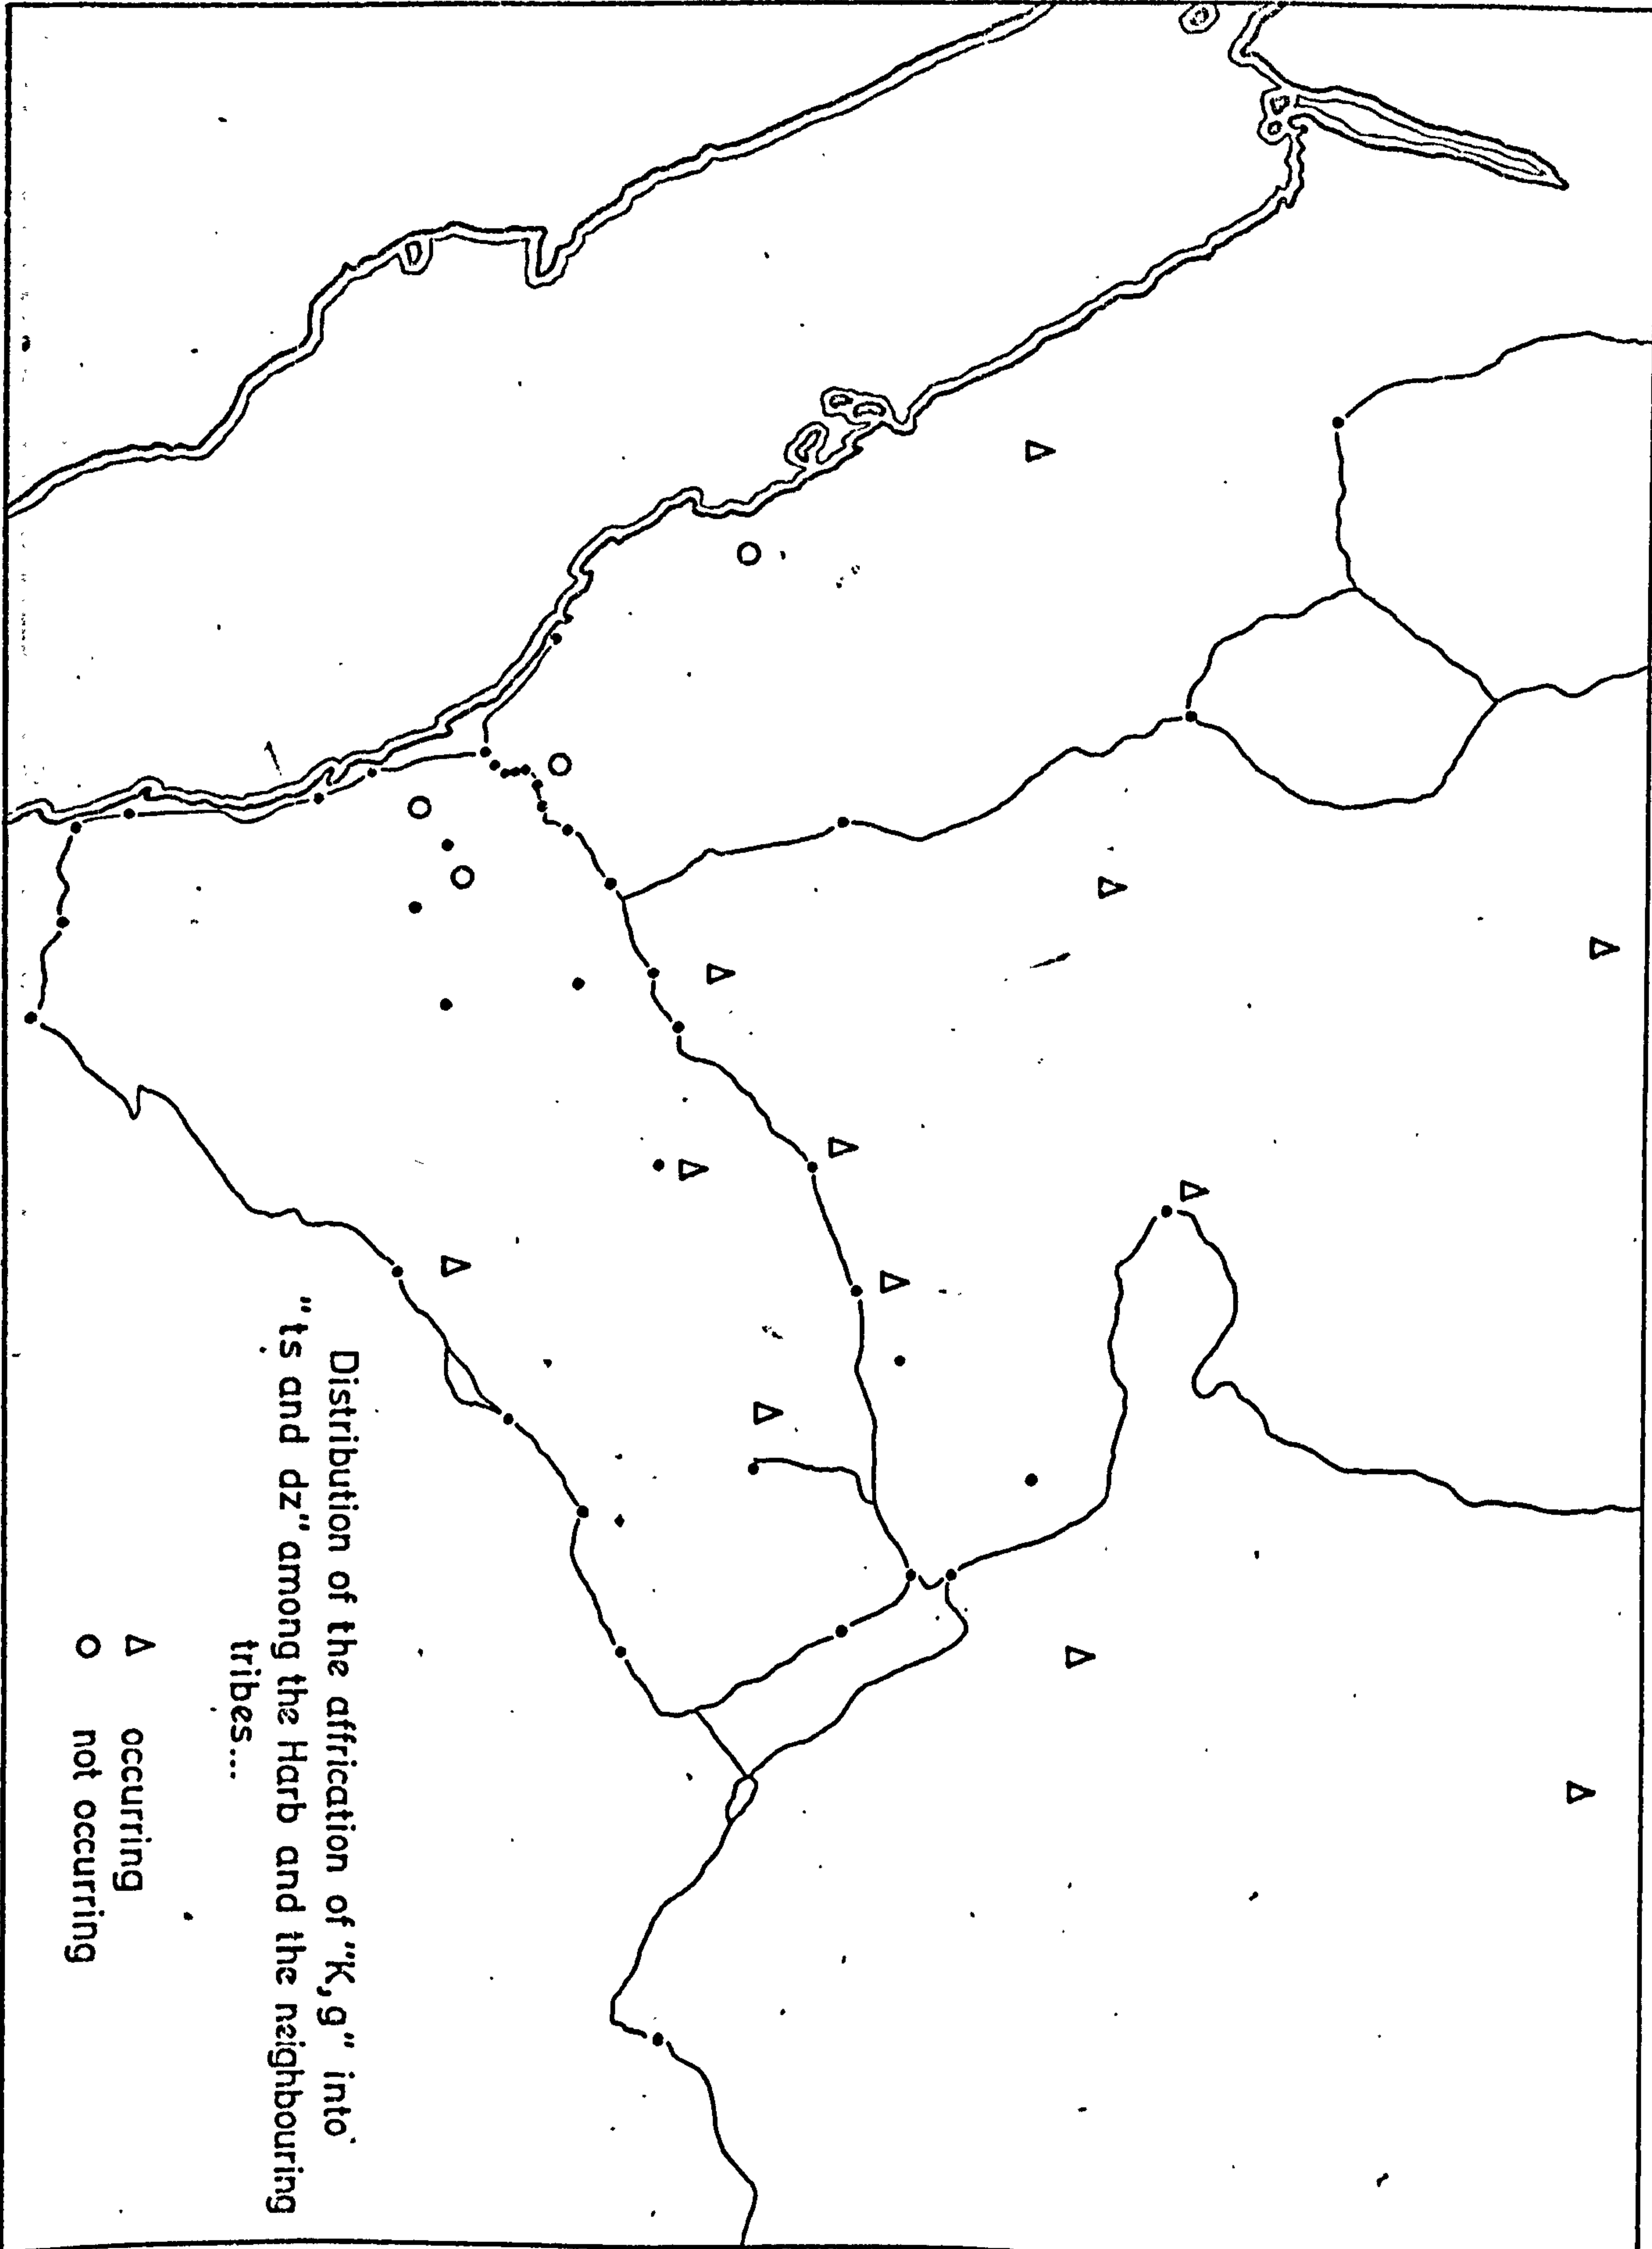 Distribution of the affrication of "K,g" into
"ts and dz" among the Harb and the neighbouring
tribes....
Δ occurring
O not occurring